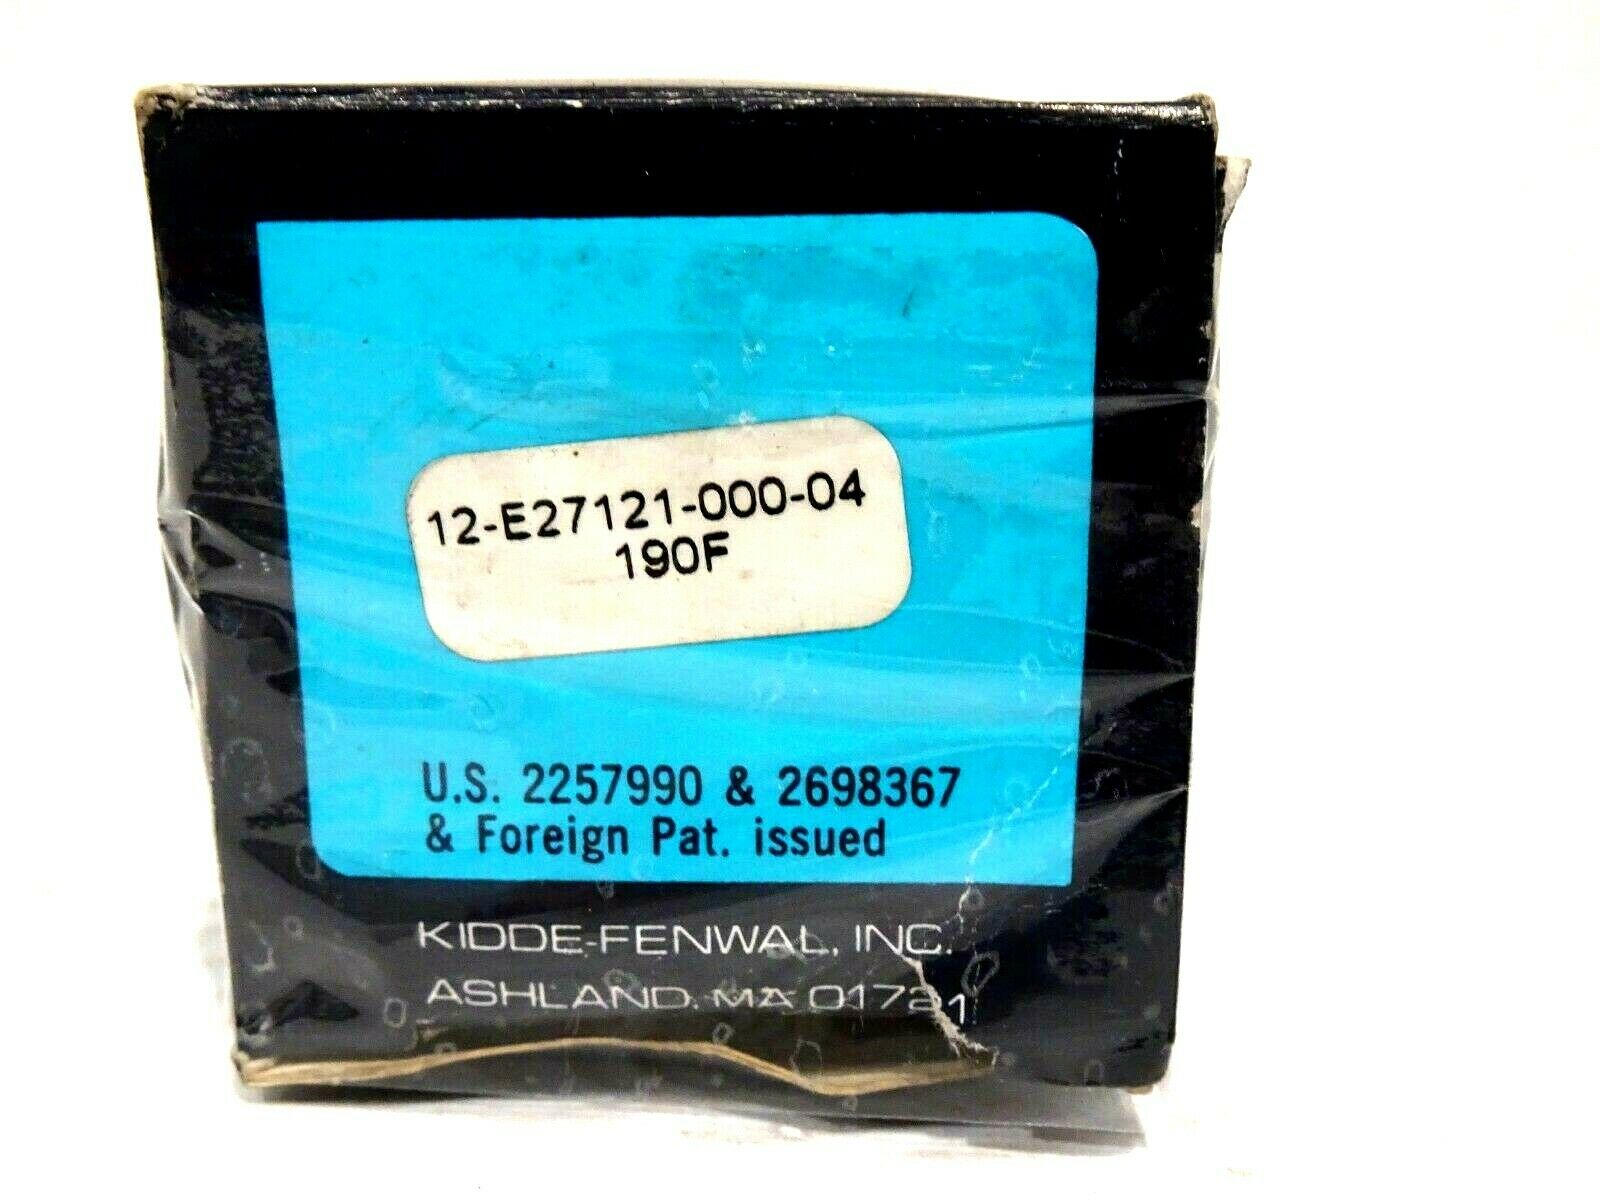 12-E27121-000-04
190F
U.S. 2257990 & 2698367
& Foreign Pat. issued
KIDDE-FENWAL, INC.
ASHLAND, MA 01721